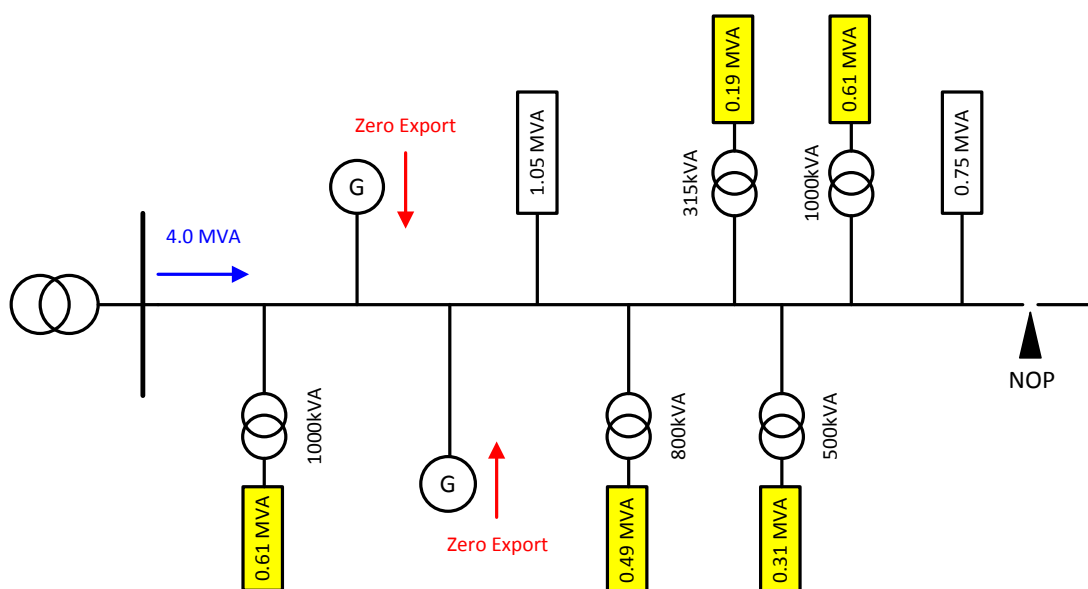 0.19 MVA
0.61 MVA
Zero Export
1.05 MVA
0.75 MVA
G
315kVA
1000kVA
4.0 MVA
NOP
1000kVA
800kVA
500kVA
G
0.61 MVA
0.49 MVA
0.31 MVA
Zero Export